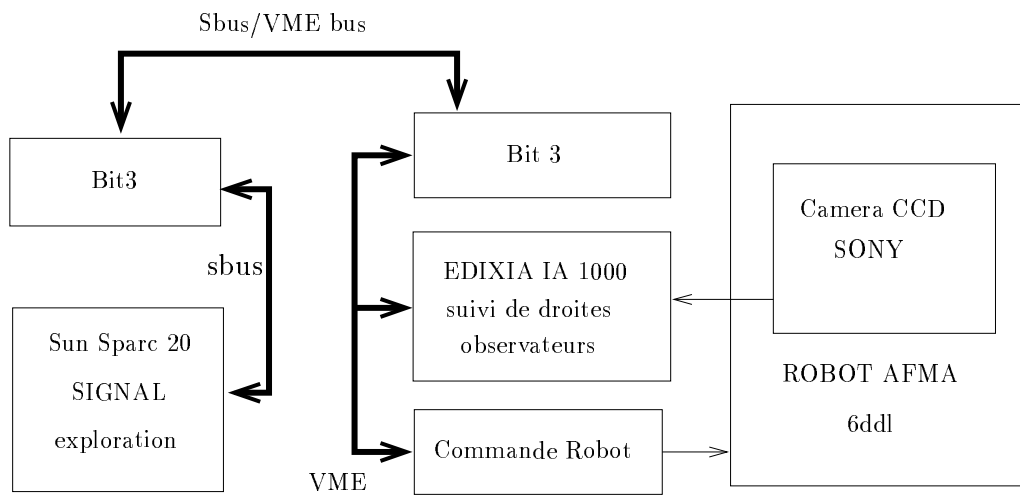 Sbus/VME bus
Bit3
Bit 3
sbus
Sun Sparc 20
SIGNAL
exploration
EDIXIA IA 1000
suivi de droites
observateurs
Commande Robot
VME
Camera CCD
SONY
ROBOT AFMA
6ddl